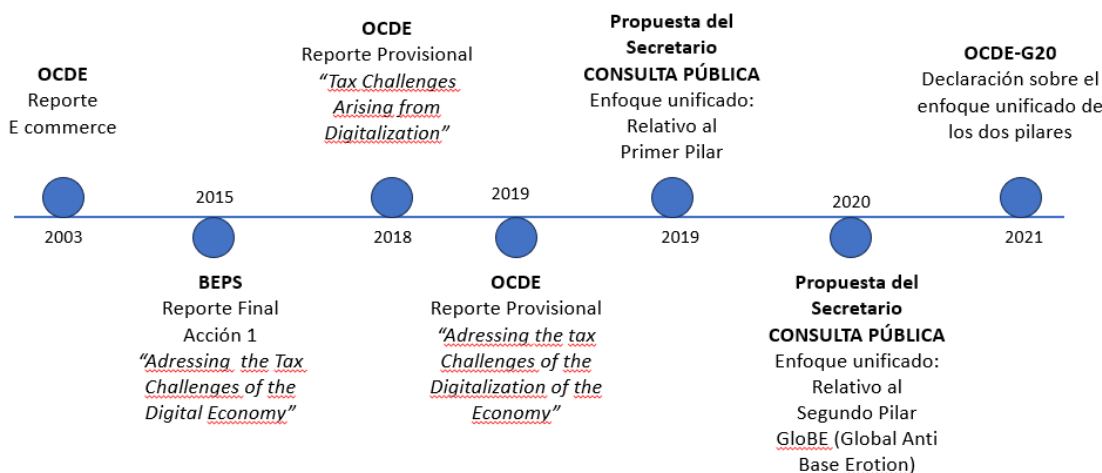 OCDE
Reporte
E commerce
2003
2015
BEPS
Reporte Final
Acción 1
“Adressing the Tax
Challenges of the
Digital Economy”
OCDE
Reporte Provisional
“Tax Challenges
Arising from
Digitalization”
2018
2019
OCDE
Reporte Provisional
“Adressing the tax
Challenges of the
Digitalization of the
Economy”
Propuesta del
Secretario
CONSULTA PÚBLICA
Enfoque unificado:
Relativo al
Primer Pilar
2019
2020
Propuesta del
Secretario
CONSULTA PÚBLICA
Enfoque unificado:
Relativo al
Segundo Pilar
GloBE (Global Anti
Base Erotion)
OCDE-G20
Declaración sobre el
enfoque unificado de
los dos pilares
2021